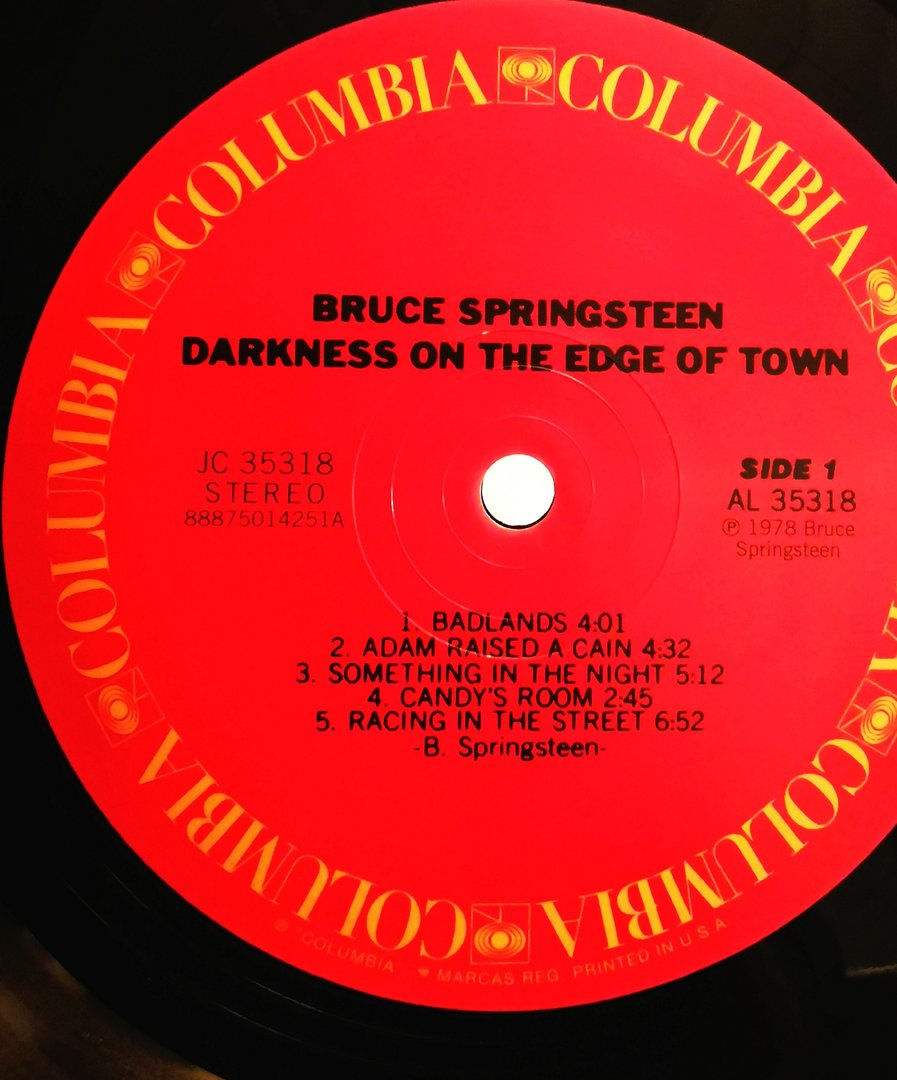 COLUMBIA COLUMBIA COLUMBIA COLUMBIA COLUMBIA COLUMBIA
BRUCE SPRINGSTEEN
DARKNESS ON THE EDGE OF TOWN
JC 35318
STEREO
88875014251A
SIDE 1
AL 35318
Ⓟ 1978 Bruce
Springsteen
1. BADLANDS 4:01
2. ADAM RAISED A CAIN 4:32
3. SOMETHING IN THE NIGHT 5:12
4. CANDY'S ROOM 2:45
5. RACING IN THE STREET 6:52
-B. Springsteen-
"COLUMBIA" MARCAS REG. PRINTED IN U S A